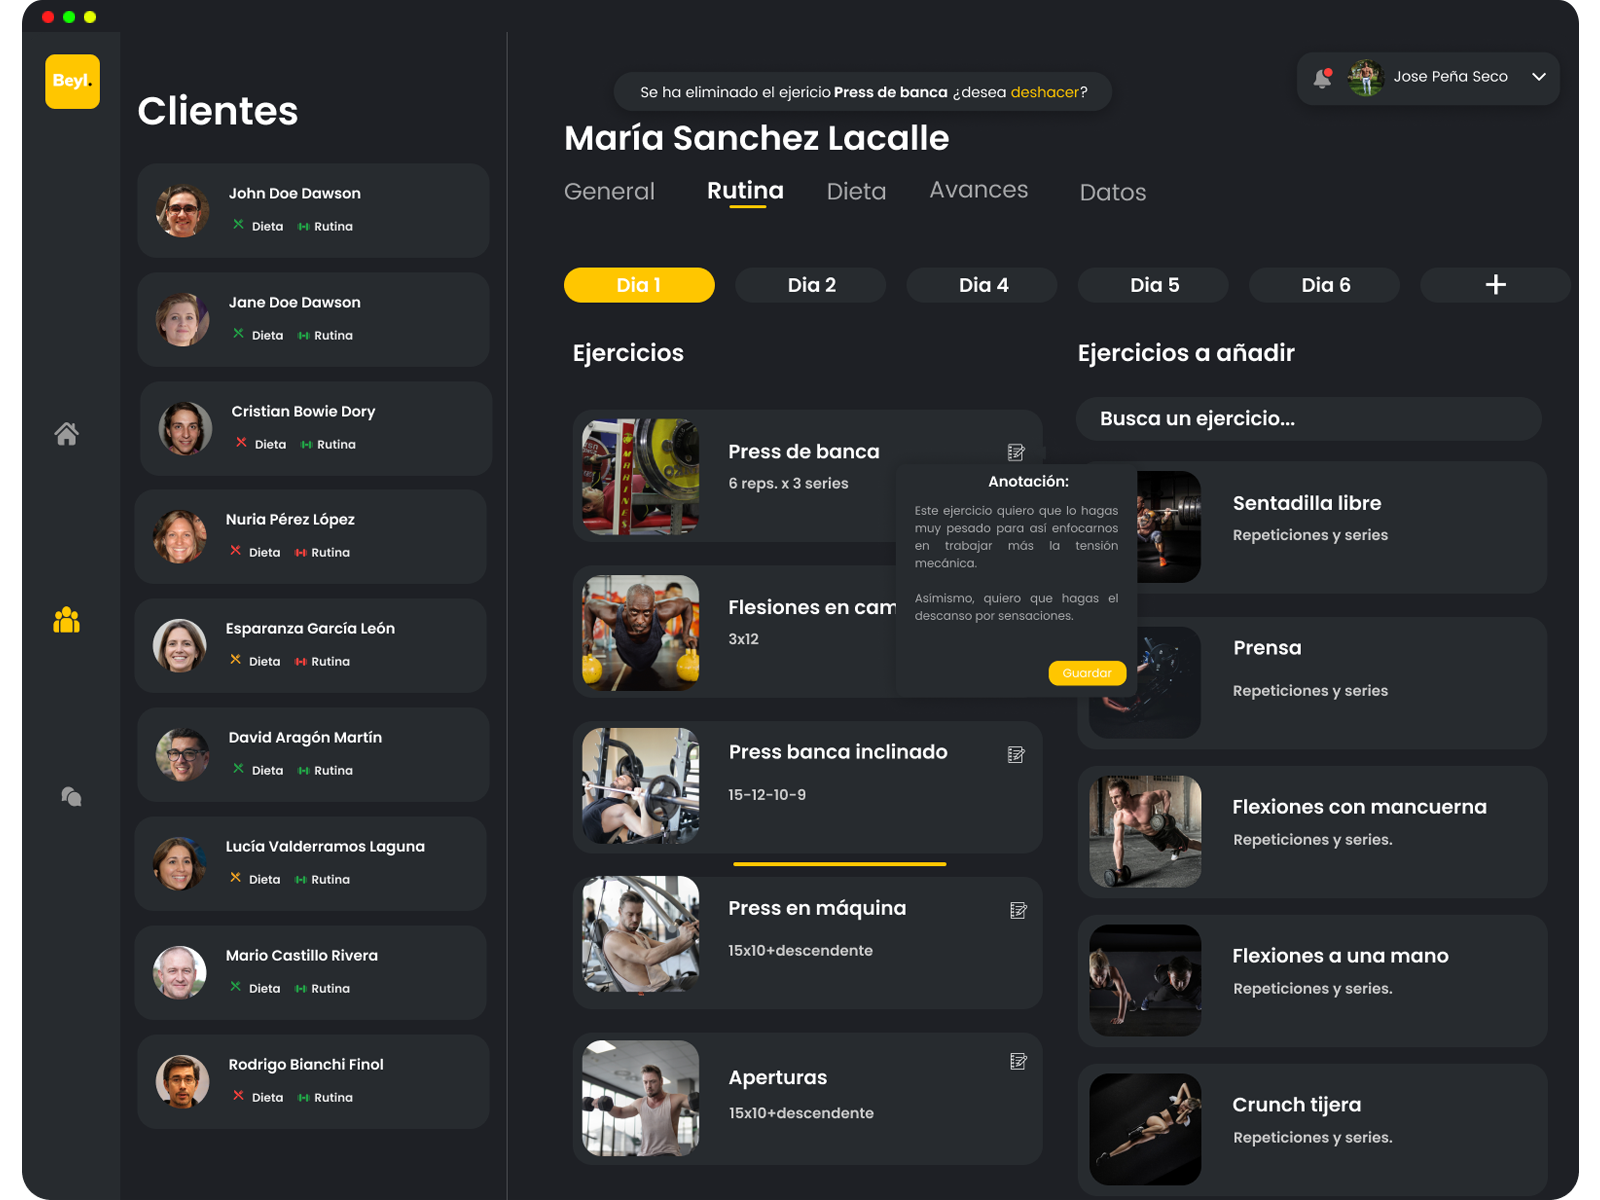 Beyl.
Clientes
John Doe Dawson
Dieta Rutina
Jane Doe Dawson
Dieta Rutina
Cristian Bowie Dory
Dieta Rutina
Nuria Pérez López
Dieta Rutina
Esparanza García León
Dieta Rutina
David Aragón Martín
Dieta Rutina
Lucía Valderramos Laguna
Dieta Rutina
Mario Castillo Rivera
Dieta Rutina
Rodrigo Bianchi Finol
Dieta Rutina
Se ha eliminado el ejericio Press de banca ¿desea deshacer?
Jose Peña Seco
María Sanchez Lacalle
General Rutina Dieta Avances Datos
Dia 1 Dia 2 Dia 4 Dia 5 Dia 6 +
Ejercicios
Press de banca
6 reps. x 3 series
Flesiones en cam
3x12
Press banca inclinado
15-12-10-9
Press en máquina
15x10+descendente
Aperturas
15x10+descendente
Anotación:
Este ejercicio quiero que lo hagas
muy pesado para así enfocarnos
en trabajar más la tensión
mecánica.
Asímismo, quiero que hagas el
descanso por sensaciones.
Guardar
Ejercicios a añadir
Busca un ejercicio...
Sentadilla libre
Repeticiones y series
Prensa
Repeticiones y series
Flexiones con mancuerna
Repeticiones y series.
Flexiones a una mano
Repeticiones y series.
Crunch tijera
Repeticiones y series.